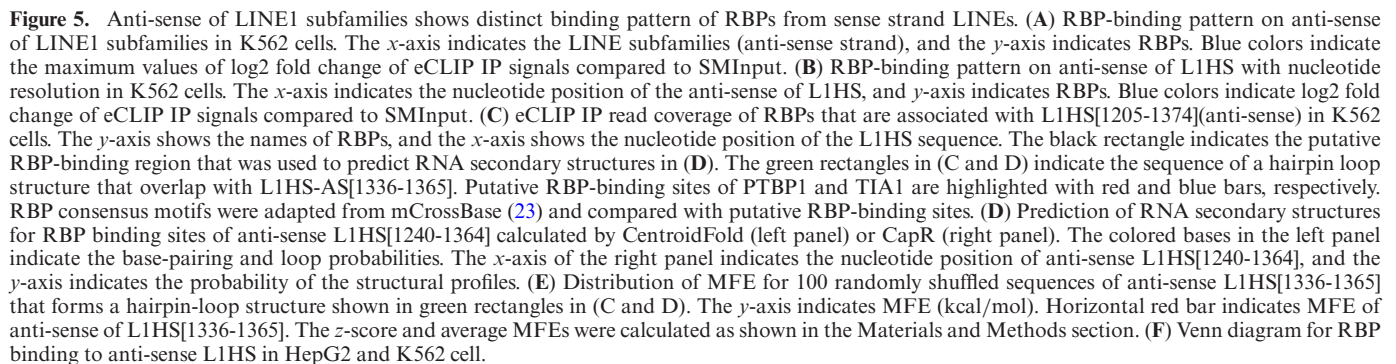 Figure 5. Anti-sense of LINE1 subfamilies shows distinct binding pattern of RBPs from sense strand LINEs. (A) RBP-binding pattern on anti-sense
of LINE1 subfamilies in K562 cells. The x-axis indicates the LINE subfamilies (anti-sense strand), and the y-axis indicates RBPs. Blue colors indicate
the maximum values of log2 fold change of eCLIP IP signals compared to SMInput. (B) RBP-binding pattern on anti-sense of L1HS with nucleotide
resolution in K562 cells. The x-axis indicates the nucleotide position of the anti-sense of L1HS, and y-axis indicates RBPs. Blue colors indicate log2 fold
change of eCLIP IP signals compared to SMInput. (C) eCLIP IP read coverage of RBPs that are associated with L1HS[1205-1374](anti-sense) in K562
cells. The y-axis shows the names of RBPs, and the x-axis shows the nucleotide position of the L1HS sequence. The black rectangle indicates the putative
RBP-binding region that was used to predict RNA secondary structures in (D). The green rectangles in (C and D) indicate the sequence of a hairpin loop
structure that overlap with L1HS-AS[1336-1365]. Putative RBP-binding sites of PTBP1 and TIA1 are highlighted with red and blue bars, respectively.
RBP consensus motifs were adapted from mCrossBase (23) and compared with putative RBP-binding sites. (D) Prediction of RNA secondary structures
for RBP binding sites of anti-sense L1HS[1240-1364] calculated by CentroidFold (left panel) or CapR (right panel). The colored bases in the left panel
indicate the base-pairing and loop probabilities. The x-axis of the right panel indicates the nucleotide position of anti-sense L1HS[1240-1364], and the
y-axis indicates the probability of the structural profiles. (E) Distribution of MFE for 100 randomly shuffled sequences of anti-sense L1HS[1336-1365]
that forms a hairpin-loop structure shown in green rectangles in (C and D). The y-axis indicates MFE (kcal/mol). Horizontal red bar indicates MFE of
anti-sense of L1HS[1336-1365]. The z-score and average MFEs were calculated as shown in the Materials and Methods section. (F) Venn diagram for RBP
binding to anti-sense L1HS in HepG2 and K562 cell.